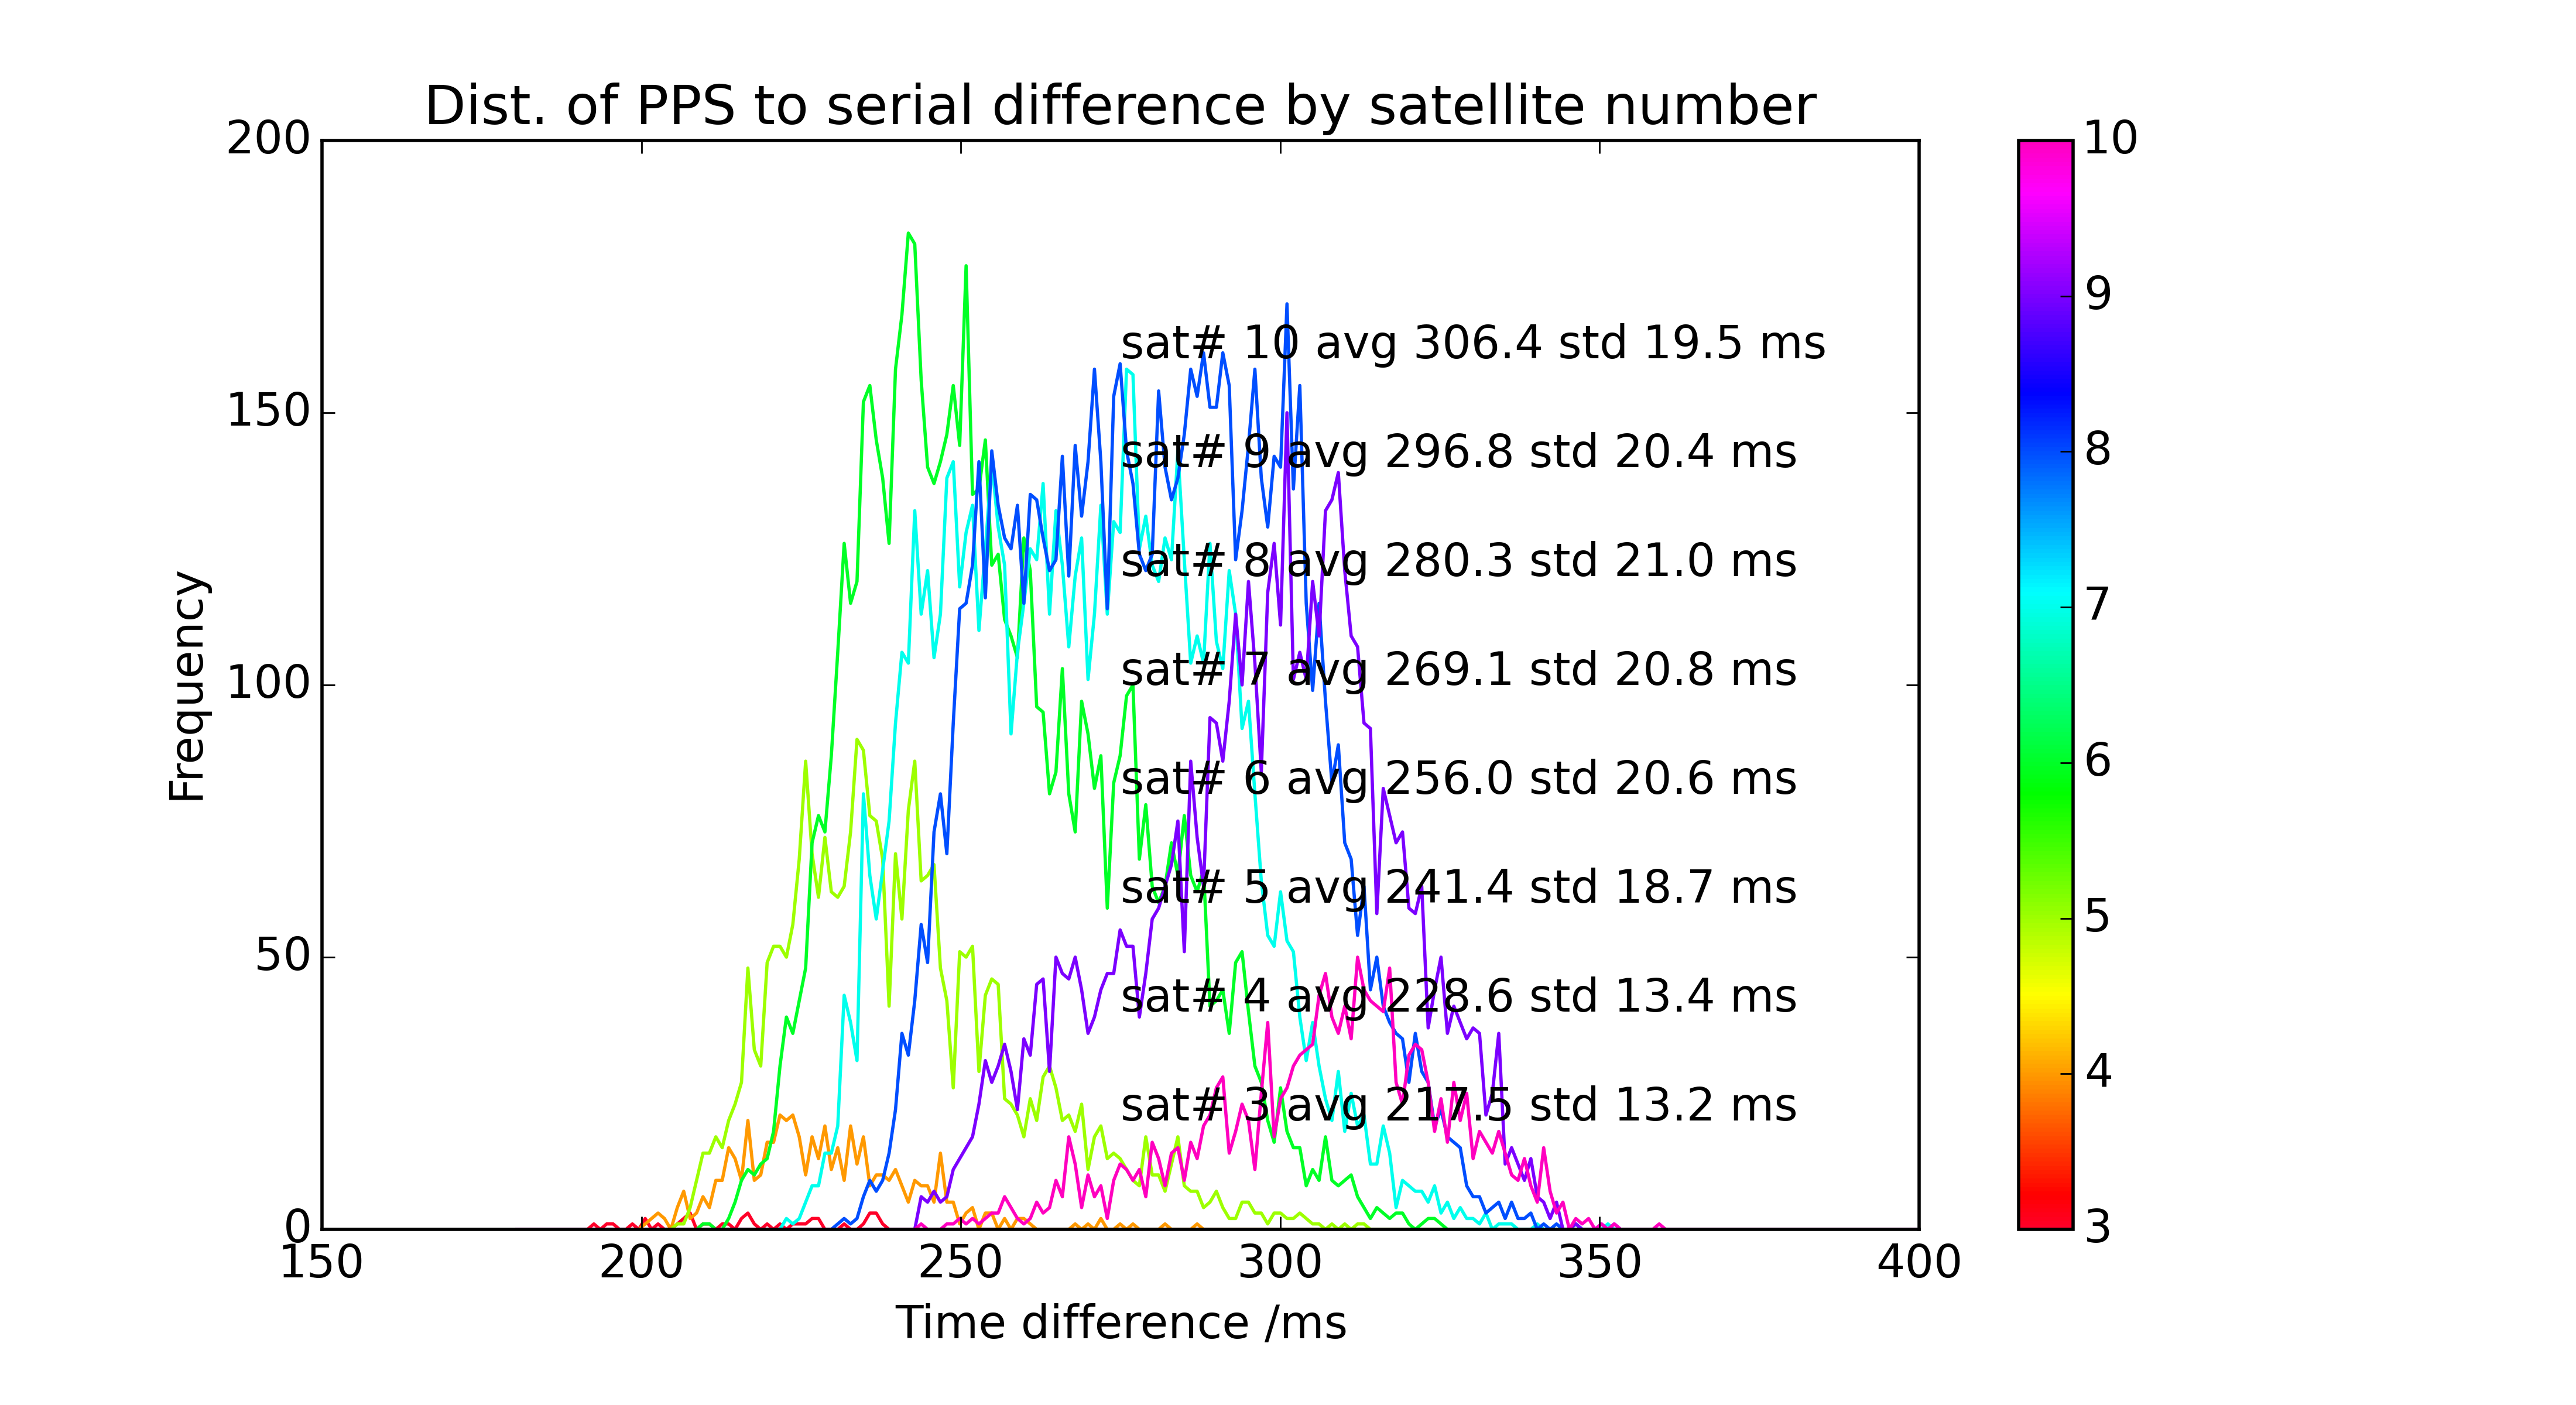 Dist. of PPS to serial difference by satellite number
200
150
100
50
0
Frequency
150 200 250 300 350 400
Time difference /ms
sat# 10 avg 306.4 std 19.5 ms
sat# 9 avg 296.8 std 20.4 ms
sat# 8 avg 280.3 std 21.0 ms
sat# 7 avg 269.1 std 20.8 ms
sat# 6 avg 256.0 std 20.6 ms
sat# 5 avg 241.4 std 18.7 ms
sat# 4 avg 228.6 std 13.4 ms
sat# 3 avg 217.5 std 13.2 ms
10
9
8
7
6
5
4
3